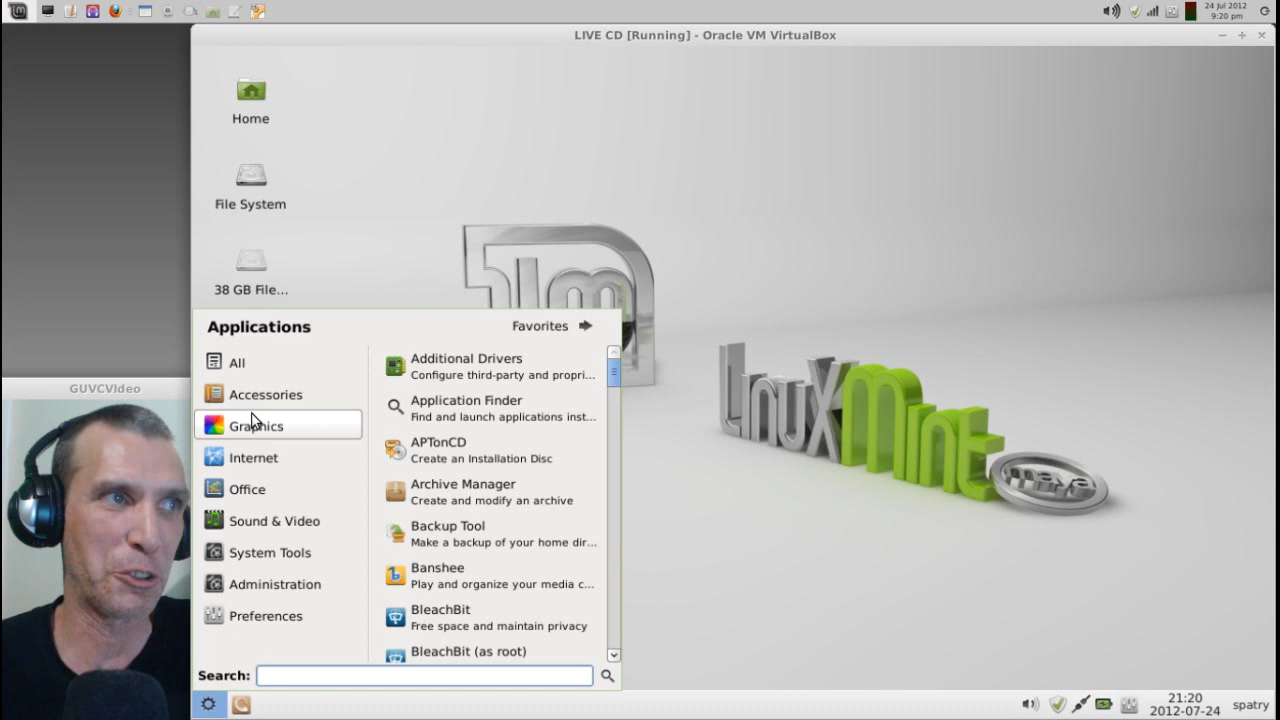 24 Jul 2012
9:20 pm
LIVE CD [Running] - Oracle VM VirtualBox
Home
File System
38 GB File...
Applications
Favorites
All
Accessories
Graphics
Internet
Office
Sound & Video
System Tools
Administration
Preferences
Additional Drivers
Configure third-party and propri...
Application Finder
Find and launch applications inst...
APTonCD
Create an Installation Disc
Archive Manager
Create and modify an archive
Backup Tool
Make a backup of your home dir...
Banshee
Play and organize your media c...
BleachBit
Free space and maintain privacy
BleachBit (as root)
Search:
GUVCVIdeo
LinuxMint
maya
21:20
2012-07-24
spatry